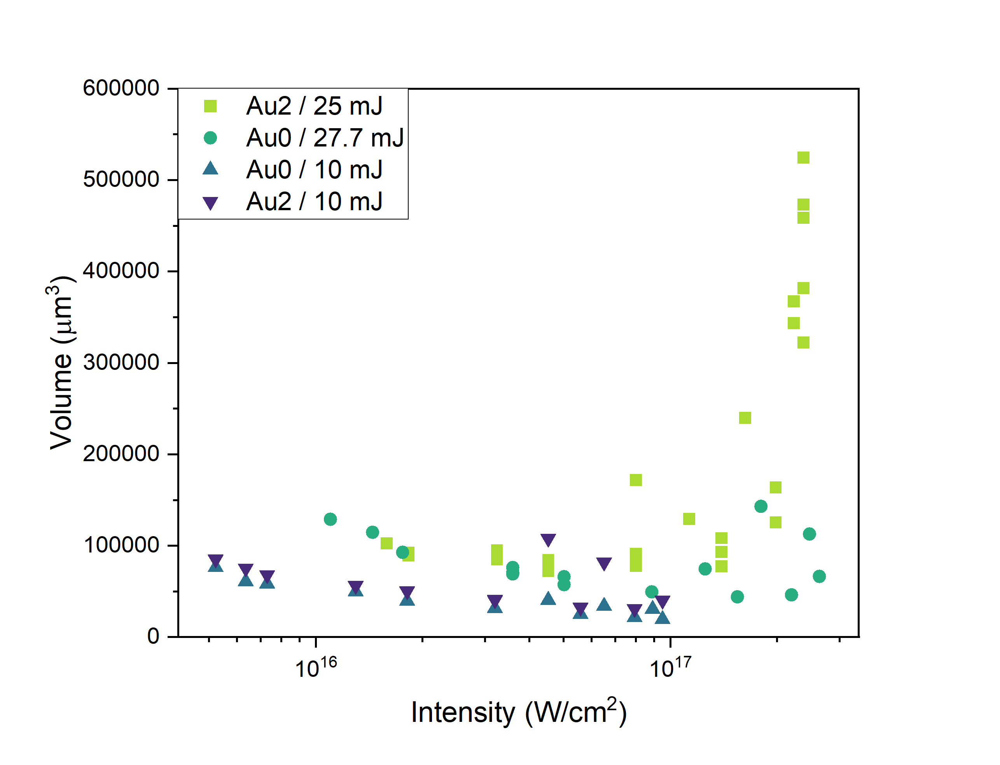 600000
500000
400000
300000
200000
100000
0
Volume (μm³)
Au2 / 25 mJ
Au0 / 27.7 mJ
Au0 / 10 mJ
Au2 / 10 mJ
10¹⁶
10¹⁷
Intensity (W/cm²)